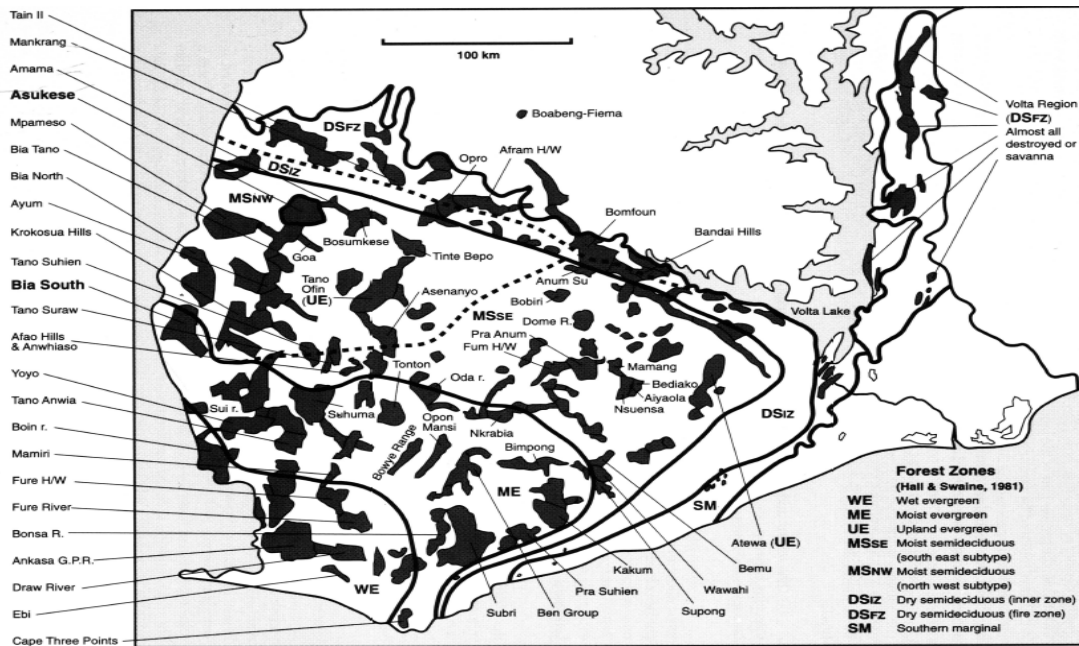 Tain II
Mankrang
Amama
Asukese
Mpameso
Bia Tano
Bia North
Ayum
Krokosua Hills
Tano Suhien
Bia South
Tano Suraw
Afao Hills
& Anwhiaso
Yoyo
Tano Anwia
Boin r.
Mamiri
Fure H/W
Fure River
Bonsa R.
Ankasa G.P.R.
Draw River
Ebi
Cape Three Points
100 km
DSFZ
Boabeng-Fiema
Opro
Afram H/W
DSIZ
MSNW
Bosumkese
Goa
Tinte Bepo
Bomfoun
Bandai Hills
Tano
Ofin
(UE)
Asenanyo
Anum Su
Bobiri
MSSE
Dome R.
Pra Anum
Fum H/W
Mamang
Bediako
Aiyaola
Nsuensa
Volta Lake
Tonton
Oda r.
Sui r.
Suhuma
Opon
Mansi
Nkrabia
Bowye Range
Bimpong
ME
DSIZ
SM
WE
Atewa (UE)
Bemu
Wawahi
Supong
Kakum
Pra Suhien
Ben Group
Subri
Volta Region
(DSFZ)
Almost all
destroyed or
savanna
Forest Zones
(Hall & Swaine, 1981)
WE Wet evergreen
ME Moist evergreen
UE Upland evergreen
MSSE Moist semideciduous
(south east subtype)
MSNW Moist semideciduous
(north west subtype)
DSIZ Dry semideciduous (inner zone)
DSFZ Dry semideciduous (fire zone)
SM Southern marginal